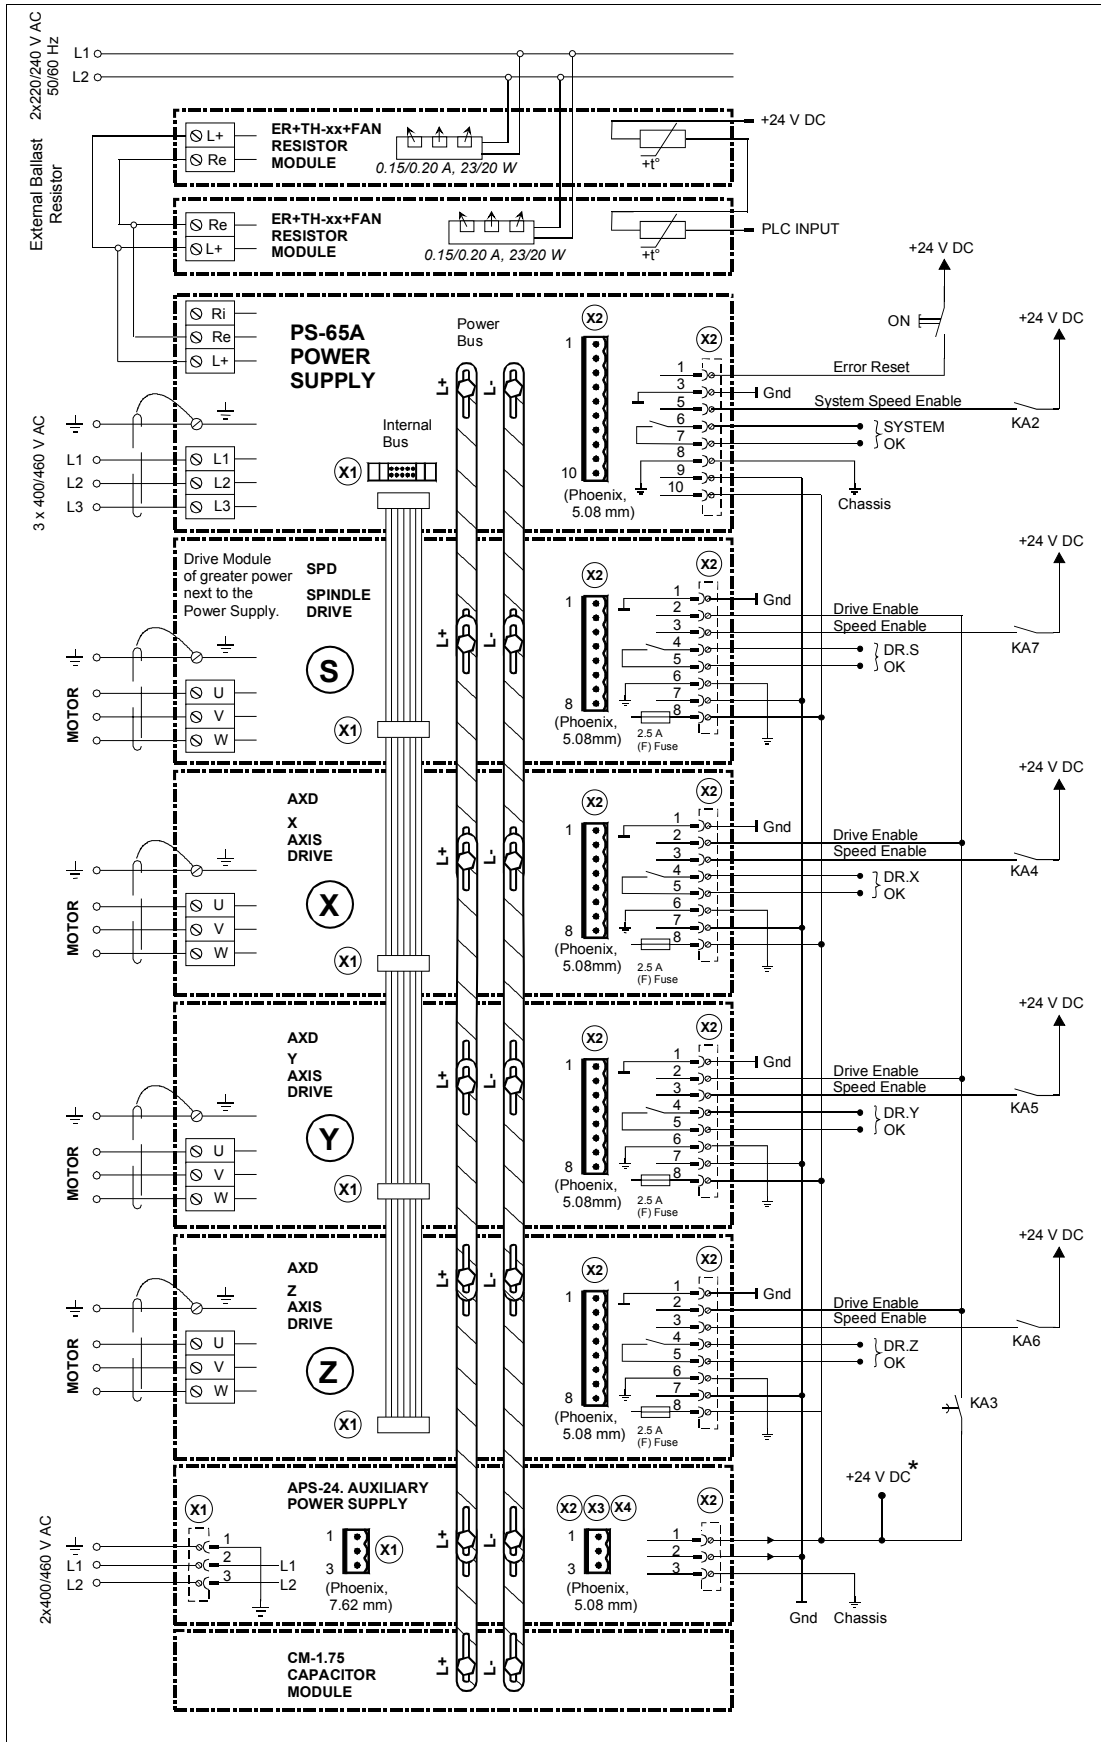 2x220/240 V AC
50/60 Hz
L1
L2
External Ballast
Resistor
L+
Re
ER+TH-xx+FAN
RESISTOR
MODULE
0.15/0.20 A, 23/20 W
+t°
+24 V DC
Re
L+
ER+TH-xx+FAN
RESISTOR
MODULE
0.15/0.20 A, 23/20 W
+t°
PLC INPUT
+24 V DC
ON
+24 V DC
Ri
Re
L+
PS-65A
POWER
SUPPLY
Power
Bus
L+
L-
X2
1
10
(Phoenix,
5.08 mm)
X2
1
3
5
6
7
8
9
10
Error Reset
Gnd
System Speed Enable
KA2
SYSTEM
OK
Chassis
3 x 400/460 V AC
L1
L2
L3
L1
L2
L3
Internal
Bus
X1
Drive Module
of greater power
next to the
Power Supply.
SPD
SPINDLE
DRIVE
S
MOTOR
U
V
W
X1
L+
L-
X2
1
8
(Phoenix,
5.08mm)
X2
1
2
3
4
5
6
7
8
2.5 A
(F) Fuse
Gnd
Drive Enable
Speed Enable
DR.S
OK
+24 V DC
KA7
AXD
X
AXIS
DRIVE
X
MOTOR
U
V
W
X1
L+
L-
X2
1
8
(Phoenix,
5.08mm)
X2
1
2
3
4
5
6
7
8
2.5 A
(F) Fuse
Gnd
Drive Enable
Speed Enable
DR.X
OK
+24 V DC
KA4
AXD
Y
AXIS
DRIVE
Y
MOTOR
U
V
W
X1
L+
L-
X2
1
8
(Phoenix,
5.08mm)
X2
1
2
3
4
5
6
7
8
2.5 A
(F) Fuse
Gnd
Drive Enable
Speed Enable
DR.Y
OK
+24 V DC
KA5
AXD
Z
AXIS
DRIVE
Z
MOTOR
U
V
W
X1
L+
L-
X2
1
8
(Phoenix,
5.08 mm)
X2
1
2
3
4
5
6
7
8
2.5 A
(F) Fuse
Gnd
Drive Enable
Speed Enable
DR.Z
OK
+24 V DC
KA6
KA3
+24 V DC*
2x400/460 V AC
L1
L2
X1
1
2
3
L1
L2
APS-24. AUXILIARY
POWER SUPPLY
1
3
X1
(Phoenix,
7.62 mm)
L+
L-
X2 X3 X4
1
3
(Phoenix,
5.08 mm)
X2
1
2
3
Gnd
Chassis
CM-1.75
CAPACITOR
MODULE
L+
L-